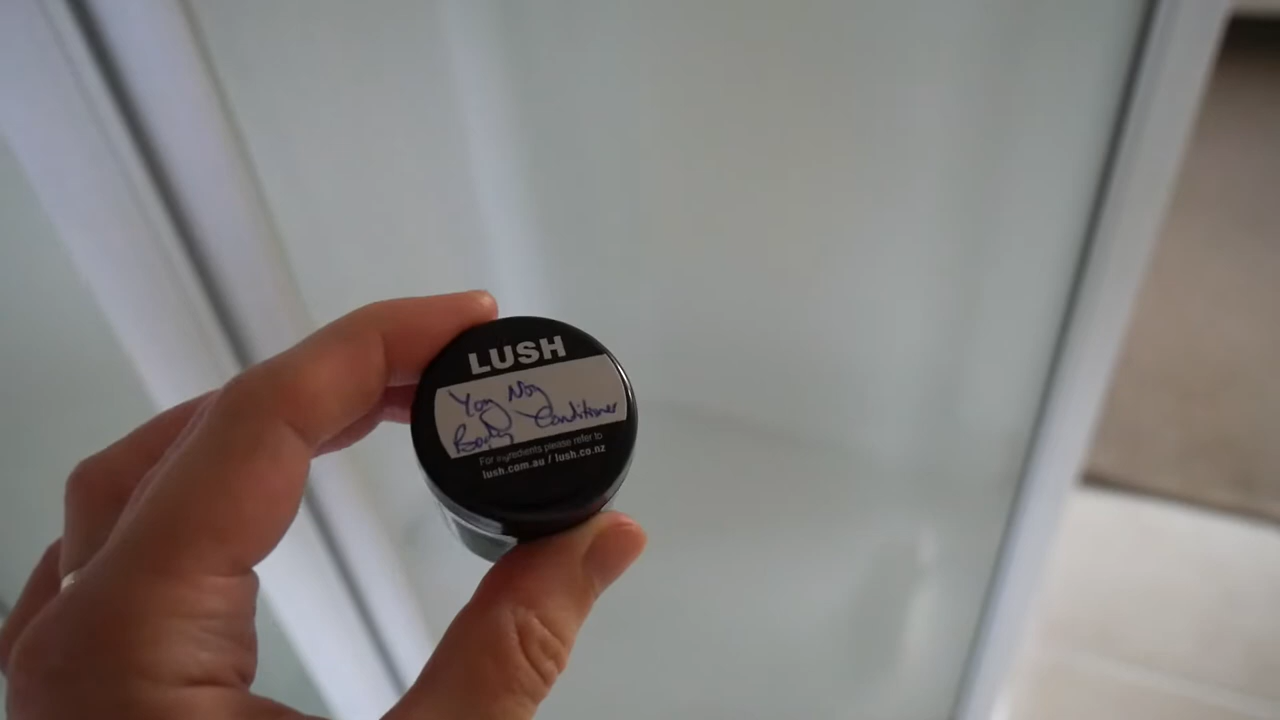 LUSH
Yog Nog
Body Conditioner
For ingredients please refer to
lush.com.au / lush.co.nz